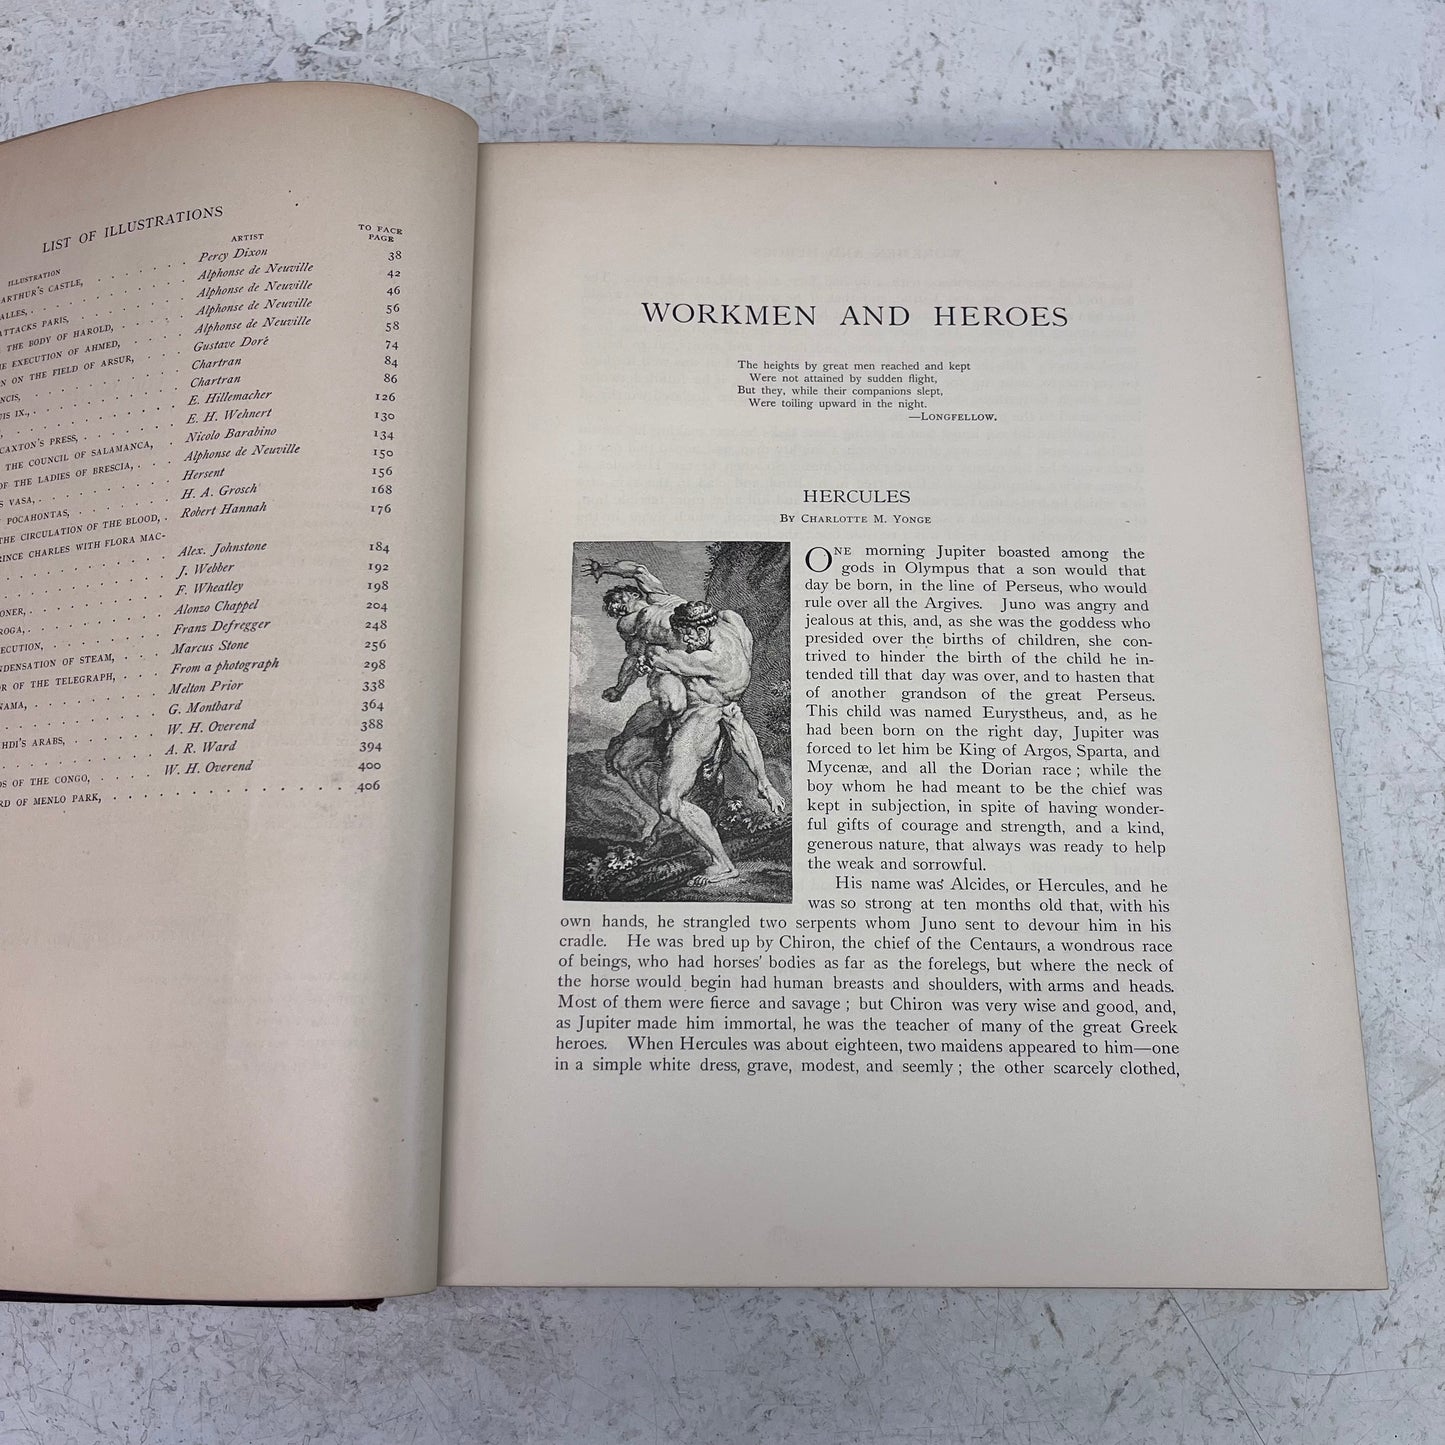 LIST OF ILLUSTRATIONS
ILLUSTRATION ARTIST TO FACE PAGE
ARTHUR'S CASTLE, Percy Dixon 38
ALLES, Alphonse de Neuville 42
ATTACKS PARIS, Alphonse de Neuville 46
THE BODY OF HAROLD, Alphonse de Neuville 56
E EXECUTION OF AHMED, Alphonse de Neuville 58
N ON THE FIELD OF ARSUR, Gustave Doré 74
NCIS, Chartran 84
UIS IX., Chartran 86
E. Hillemacher 126
CAXTON'S PRESS, E. H. Wehnert 130
THE COUNCIL OF SALAMANCA, Nicolo Barabino 134
OF THE LADIES OF BRESCIA, Alphonse de Neuville 150
S VASA, Hersent 156
POCAHONTAS, H. A. Grosch 168
THE CIRCULATION OF THE BLOOD, Robert Hannah 176
RINCE CHARLES WITH FLORA MAC-
Alex. Johnstone 184
J. Webber 192
ONER, F. Wheatley 198
ROGA, Alonzo Chappel 204
ECUTION, Franz Defregger 248
NDENSATION OF STEAM, Marcus Stone 256
OR OF THE TELEGRAPH, From a photograph 298
NAMA, Melton Prior 338
G. Montbard 364
HDI'S ARABS, W. H. Overend 388
A. R. Ward 394
DS OF THE CONGO, W. H. Overend 400
RD OF MENLO PARK, 406
WORKMEN AND HEROES
The heights by great men reached and kept
Were not attained by sudden flight,
But they, while their companions slept,
Were toiling upward in the night.
—LONGFELLOW.
HERCULES
BY CHARLOTTE M. YONGE
ONE morning Jupiter boasted among the
gods in Olympus that a son would that
day be born, in the line of Perseus, who would
rule over all the Argives. Juno was angry and
jealous at this, and, as she was the goddess who
presided over the births of children, she con-
trived to hinder the birth of the child he in-
tended till that day was over, and to hasten that
of another grandson of the great Perseus.
This child was named Eurystheus, and, as he
had been born on the right day, Jupiter was
forced to let him be King of Argos, Sparta, and
Mycenæ, and all the Dorian race; while the
boy whom he had meant to be the chief was
kept in subjection, in spite of having wonder-
ful gifts of courage and strength, and a kind,
generous nature, that always was ready to help
the weak and sorrowful.
His name was Alcides, or Hercules, and he
was so strong at ten months old that, with his
own hands, he strangled two serpents whom Juno sent to devour him in his
cradle. He was bred up by Chiron, the chief of the Centaurs, a wondrous race
of beings, who had horses' bodies as far as the forelegs, but where the neck of
the horse would begin had human breasts and shoulders, with arms and heads.
Most of them were fierce and savage; but Chiron was very wise and good, and,
as Jupiter made him immortal, he was the teacher of many of the great Greek
heroes. When Hercules was about eighteen, two maidens appeared to him—one
in a simple white dress, grave, modest, and seemly; the other scarcely clothed,